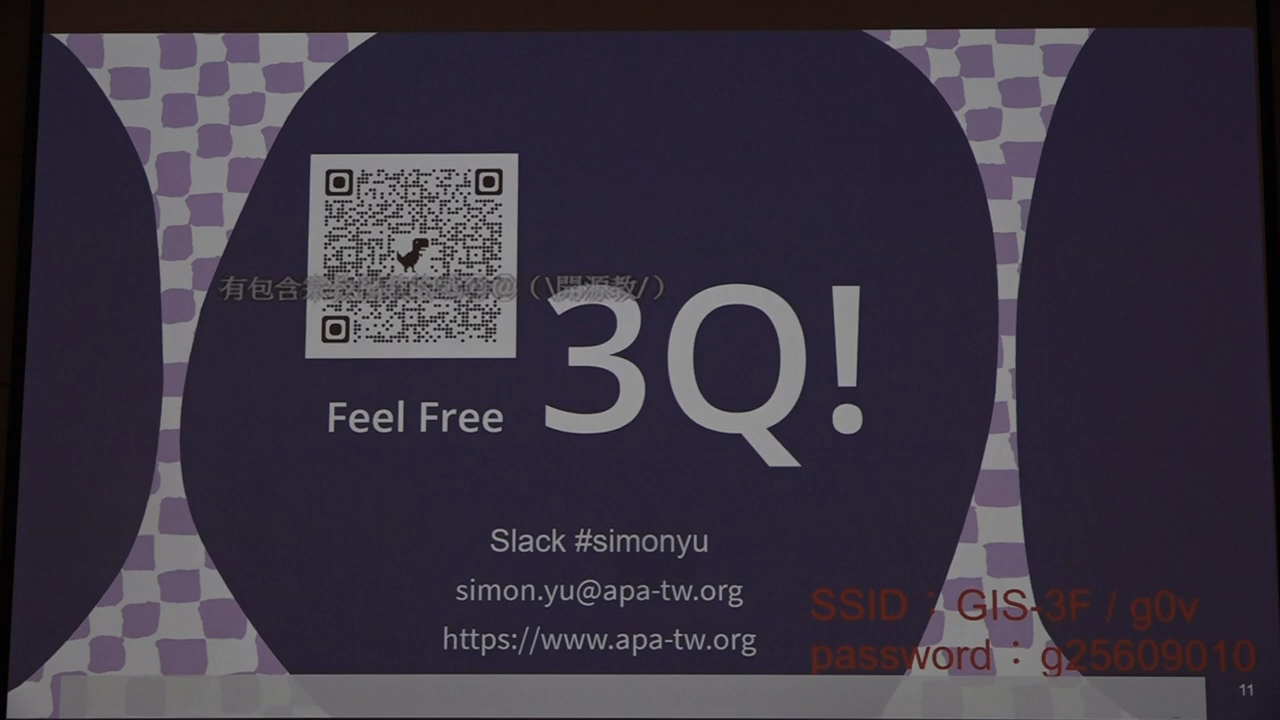 有包含
（\開源教/）
3Q!
Feel Free
Slack #simonyu
simon.yu@apa-tw.org
https://www.apa-tw.org
SSID：GIS-3F / g0v
password：g25609010
11